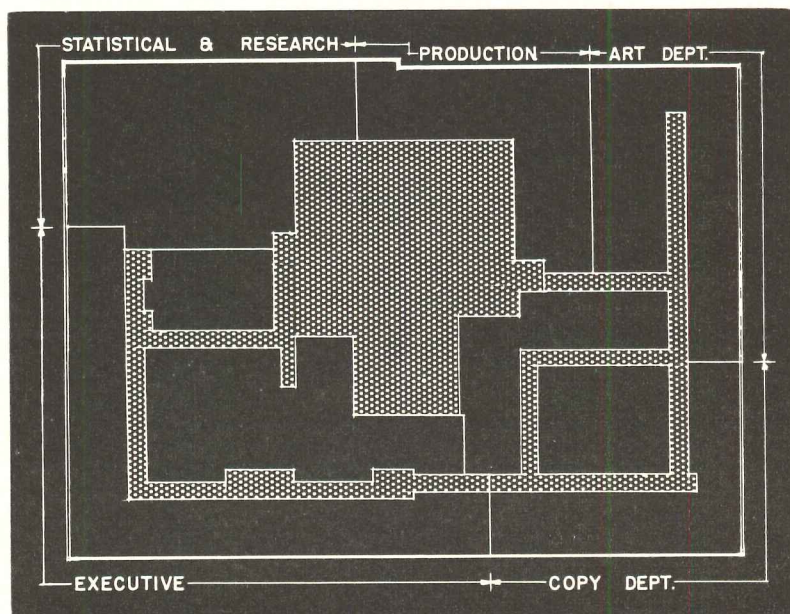 STATISTICAL & RESEARCH
PRODUCTION
ART DEPT.
EXECUTIVE
COPY DEPT.